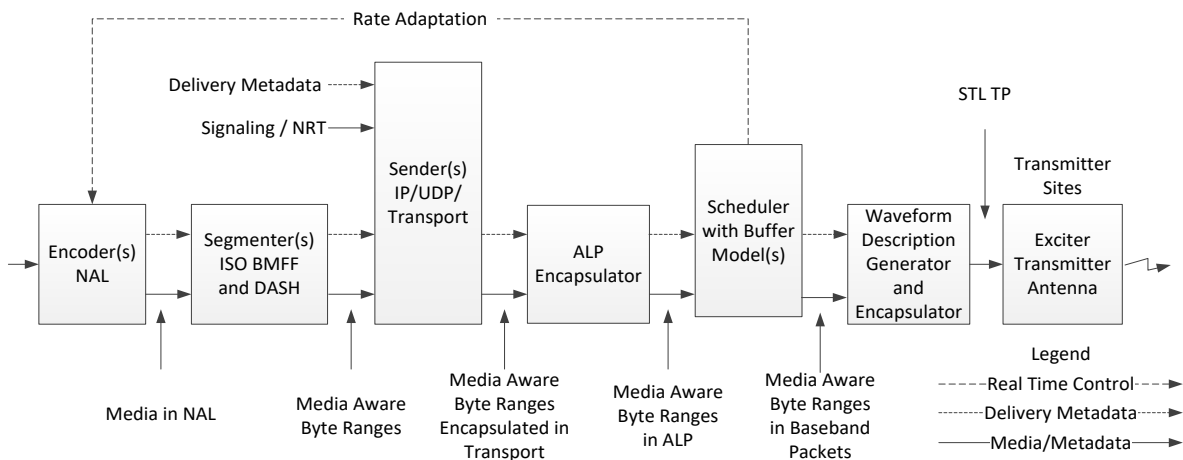 Rate Adaptation
Delivery Metadata
Signaling / NRT
STL TP
Transmitter
Sites
Encoder(s)
NAL
Segmenter(s)
ISO BMFF
and DASH
Sender(s)
IP/UDP/
Transport
ALP
Encapsulator
Scheduler
with Buffer
Model(s)
Waveform
Description
Generator
and
Encapsulator
Exciter
Transmitter
Antenna
Media in NAL
Media Aware
Byte Ranges
Media Aware
Byte Ranges
Encapsulated in
Transport
Media Aware
Byte Ranges
in ALP
Media Aware
Byte Ranges
in Baseband
Packets
Legend
Real Time Control
Delivery Metadata
Media/Metadata